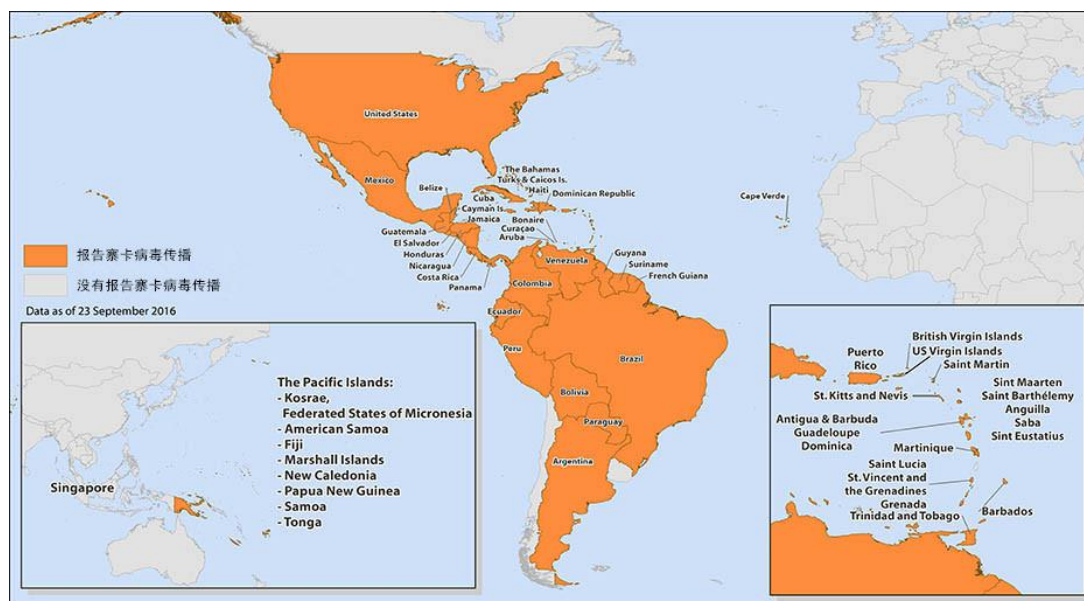 United States
Mexico
The Bahamas
Turks & Caicos Is.
Haiti
Dominican Republic
Belize
Cuba
Cayman Is.
Jamaica
Guatemala
El Salvador
Honduras
Nicaragua
Costa Rica
Panama
Bonaire
Curaçao
Aruba
Cape Verde
Venezuela
Guyana
Suriname
French Guiana
Colombia
Ecuador
Peru
Brazil
Bolivia
Paraguay
Argentina
报告寨卡病毒传播
没有报告寨卡病毒传播
Data as of 23 September 2016
Singapore
The Pacific Islands:
- Kosrae,
Federated States of Micronesia
- American Samoa
- Fiji
- Marshall Islands
- New Caledonia
- Papua New Guinea
- Samoa
- Tonga
Puerto
Rico
British Virgin Islands
US Virgin Islands
Saint Martin
St. Kitts and Nevis
Sint Maarten
Saint Barthélemy
Anguilla
Saba
Sint Eustatius
Antigua & Barbuda
Guadeloupe
Dominica
Martinique
Saint Lucia
St. Vincent and
the Grenadines
Grenada
Trinidad and Tobago
Barbados